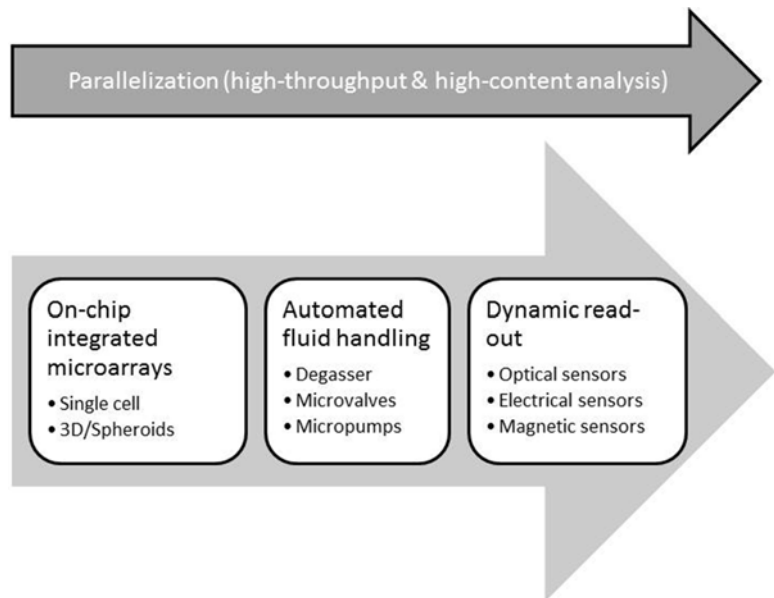 Parallelization (high-throughput & high-content analysis)
On-chip
integrated
microarrays
• Single cell
• 3D/Spheroids
Automated
fluid handling
• Degasser
• Microvalves
• Micropumps
Dynamic read-
out
• Optical sensors
• Electrical sensors
• Magnetic sensors